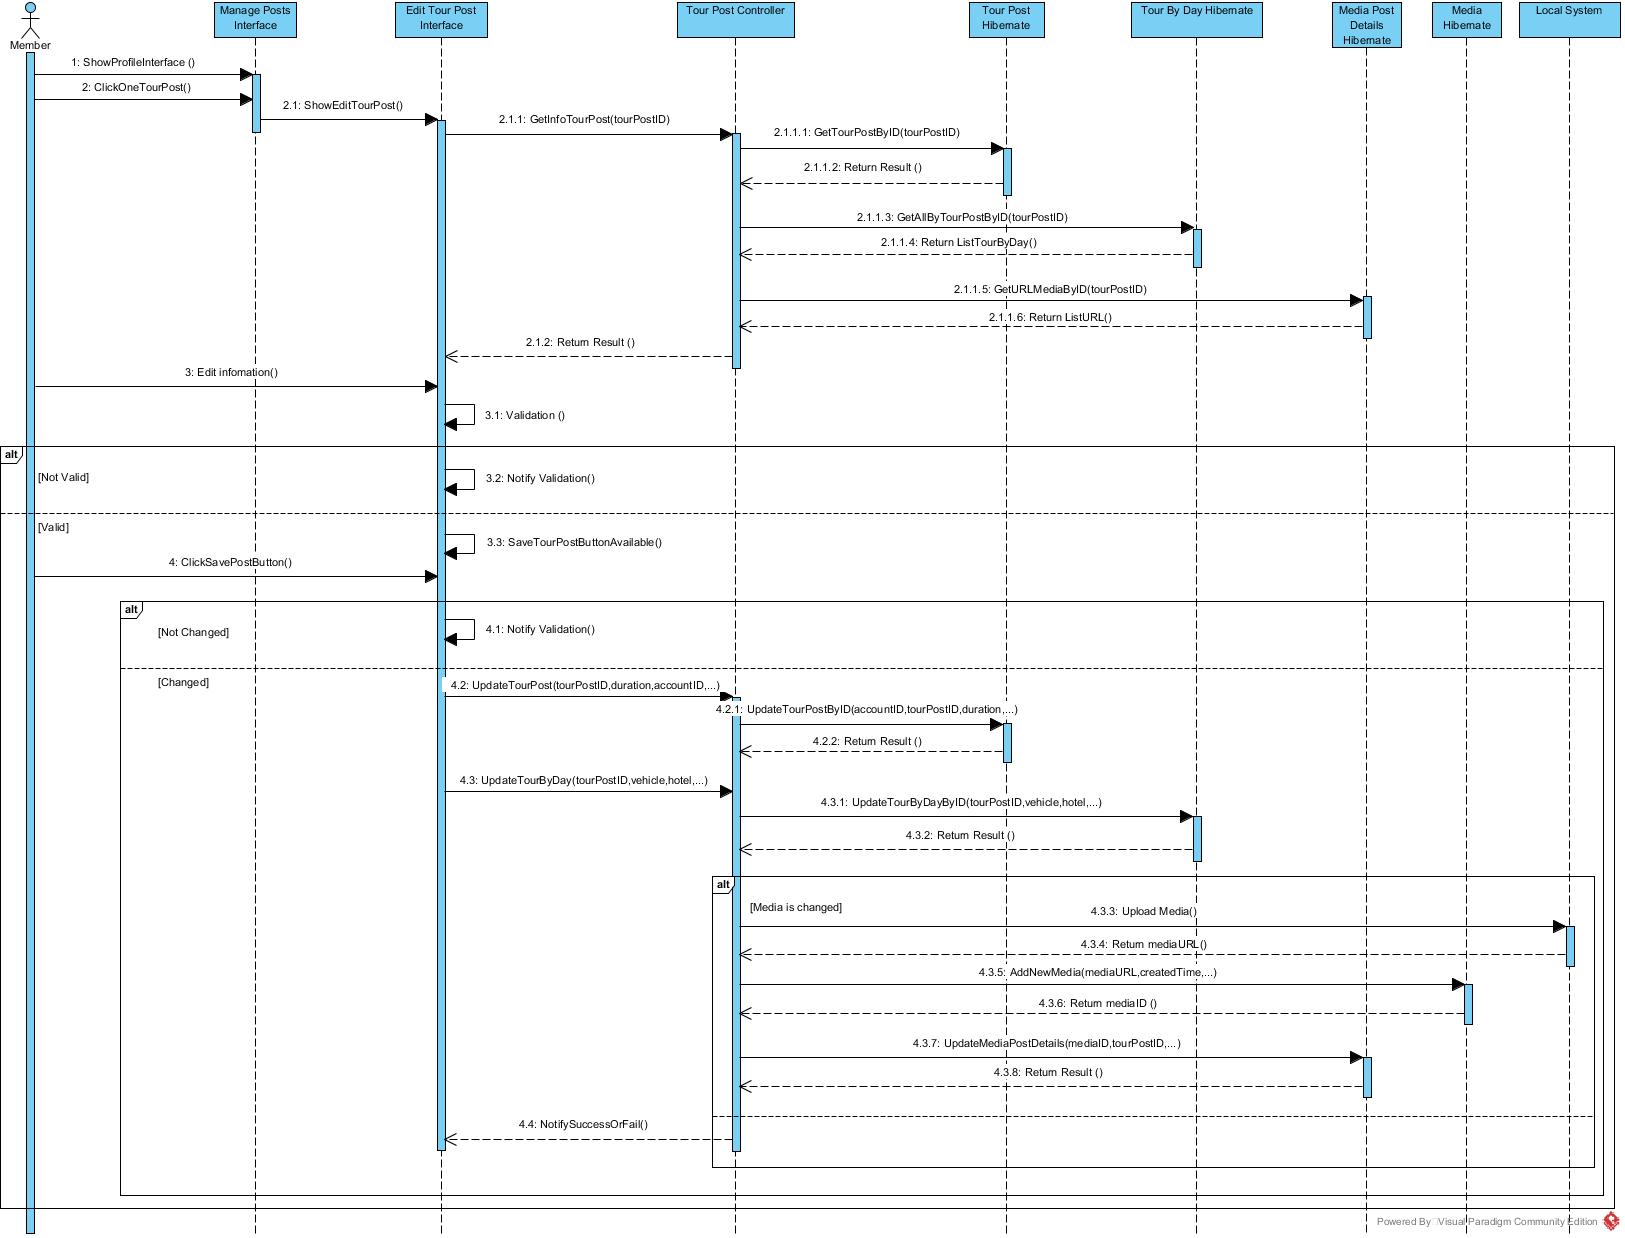 Member
Manage Posts
Interface
Edit Tour Post
Interface
Tour Post Controller
Tour Post
Hibernate
Tour By Day Hibernate
Media Post
Details
Hibernate
Media
Hibernate
Local System
1: ShowProfileInterface ()
2: ClickOneTourPost()
2.1: ShowEditTourPost()
2.1.1: GetInfoTourPost(tourPostID)
2.1.1.1: GetTourPostByID(tourPostID)
2.1.1.2: Return Result ()
2.1.1.3: GetAllByTourPostByID(tourPostID)
2.1.1.4: Return ListTourByDay()
2.1.1.5: GetURLMediaByID(tourPostID)
2.1.1.6: Return ListURL()
2.1.2: Return Result ()
3: Edit infomation()
3.1: Validation ()
alt
[Not Valid]
3.2: Notify Validation()
[Valid]
3.3: SaveTourPostButtonAvailable()
4: ClickSavePostButton()
alt
[Not Changed]
4.1: Notify Validation()
[Changed]
4.2: UpdateTourPost(tourPostID,duration,accountID,...)
4.2.1: UpdateTourPostByID(accountID,tourPostID,duration,...)
4.2.2: Return Result ()
4.3: UpdateTourByDay(tourPostID,vehicle,hotel,...)
4.3.1: UpdateTourByDayByID(tourPostID,vehicle,hotel,...)
4.3.2: Return Result ()
alt
[Media is changed]
4.3.3: Upload Media()
4.3.4: Return mediaURL()
4.3.5: AddNewMedia(mediaURL,createdTime,...)
4.3.6: Return mediaID ()
4.3.7: UpdateMediaPostDetails(mediaID,tourPostID,...)
4.3.8: Return Result ()
4.4: NotifySuccessOrFail()
Powered By Visual Paradigm Community Edition